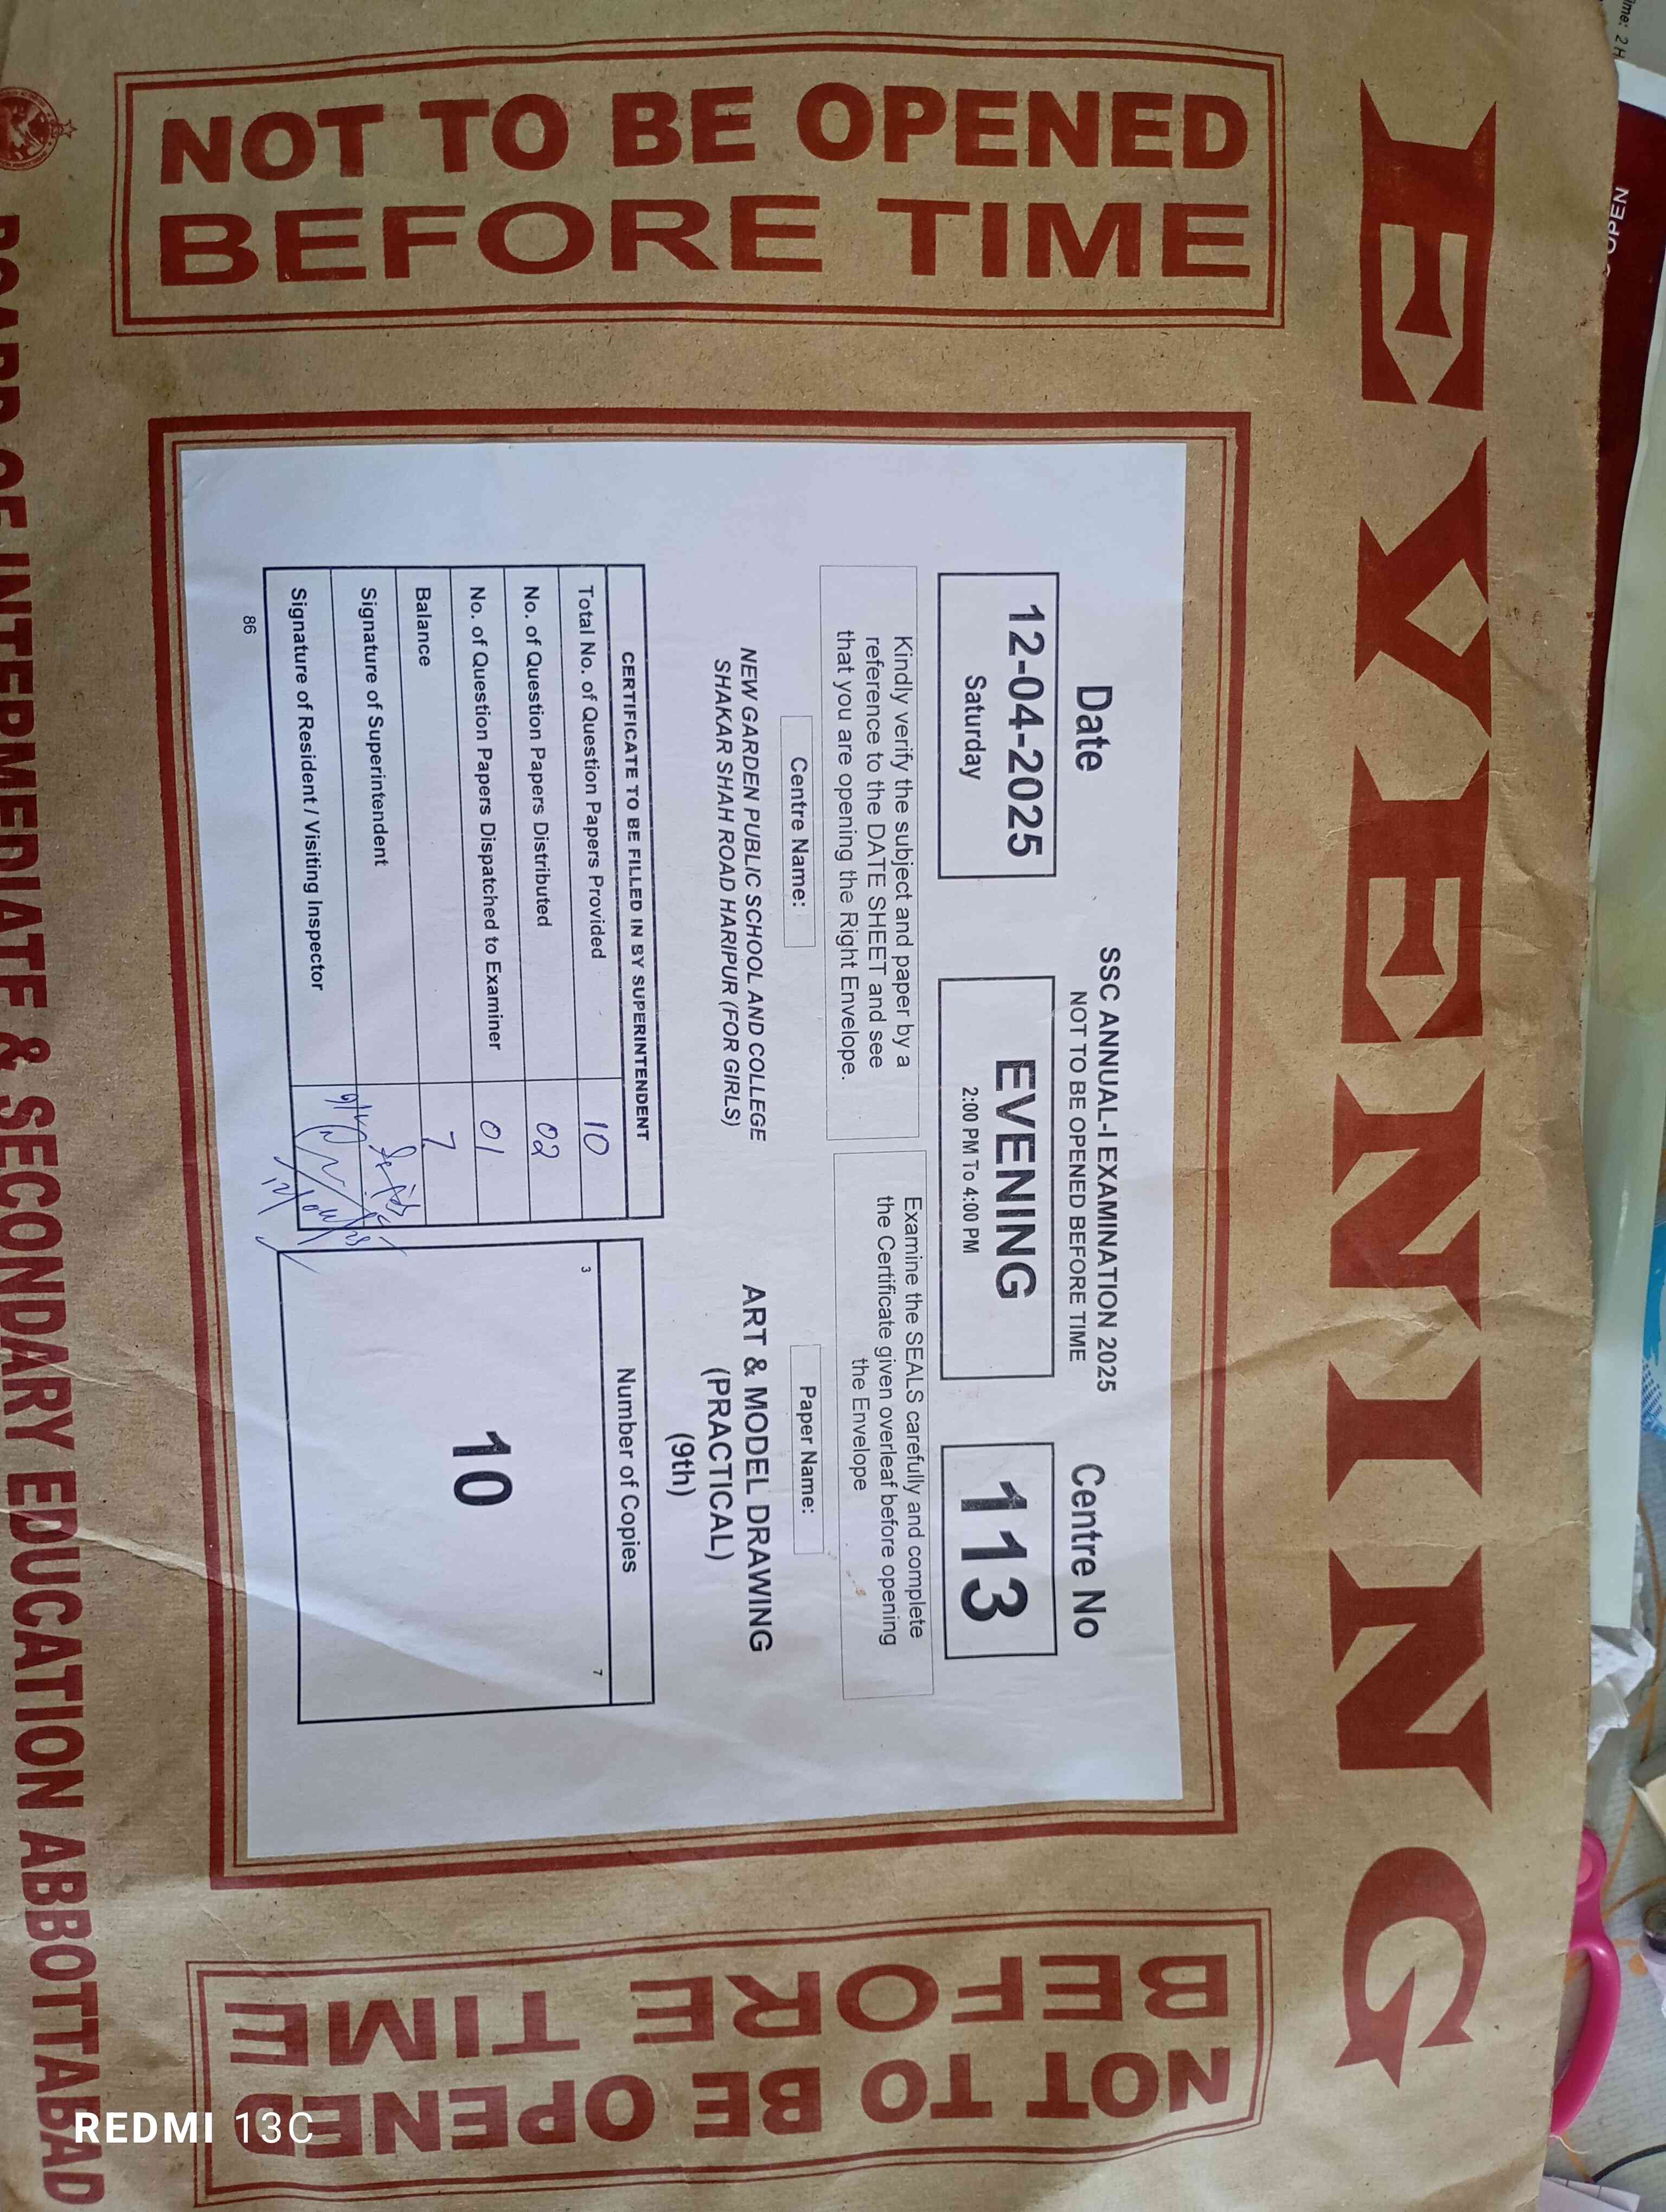 EVENING
NOT TO BE OPENED
BEFORE TIME
SSC ANNUAL-I EXAMINATION 2025
NOT TO BE OPENED BEFORE TIME
Date
12-04-2025
Saturday
EVENING
2:00 PM To 4:00 PM
Centre No
113
Kindly verify the subject and paper by a
reference to the DATE SHEET and see
that you are opening the Right Envelope.
Examine the SEALS carefully and complete
the Certificate given overleaf before opening
the Envelope
Centre Name:
NEW GARDEN PUBLIC SCHOOL AND COLLEGE
SHAKAR SHAH ROAD HARIPUR (FOR GIRLS)
Paper Name:
ART & MODEL DRAWING
(PRACTICAL)
(9th)
CERTIFICATE TO BE FILLED IN BY SUPERINTENDENT
Total No. of Question Papers Provided 10
No. of Question Papers Distributed 02
No. of Question Papers Dispatched to Examiner 01
Balance 7
Signature of Superintendent
Signature of Resident / Visiting Inspector
86
Number of Copies
3 7
10
NOT TO BE OPENED
BEFORE TIME
BOARD OF INTERMEDIATE & SECONDARY EDUCATION ABBOTTABAD
OPEN
2 H
REDMI 13C